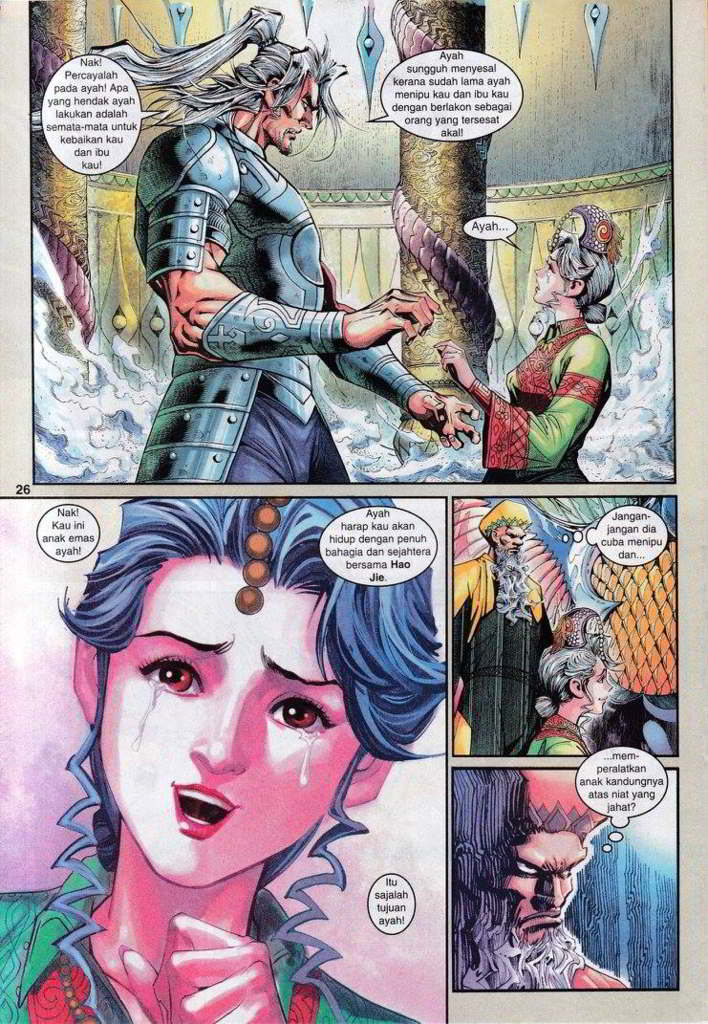 Nak!
Percayalah
pada ayah! Apa
yang hendak ayah
lakukan adalah
semata-mata untuk
kebaikan kau
dan ibu
kau!
Ayah
sungguh menyesal
kerana sudah lama ayah
menipu kau dan ibu kau
dengan berlakon sebagai
orang yang tersesat
akal!
Ayah...
26
Nak!
Kau ini
anak emas
ayah!
Ayah
harap kau akan
hidup dengan penuh
bahagia dan sejahtera
bersama Hao
Jie.
Itu
sajalah
tujuan
ayah!
Jangan-
jangan dia
cuba menipu
dan...
...mem-
peralatkan
anak kandungnya
atas niat yang
jahat?